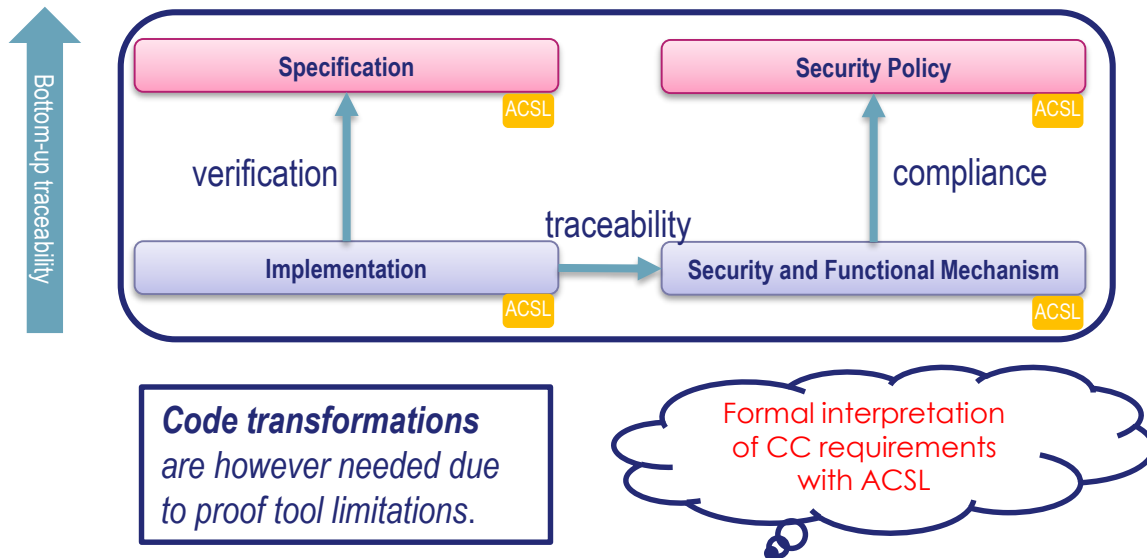 Bottom-up traceability
Specification
ACSL
Security Policy
ACSL
verification
compliance
traceability
Implementation
ACSL
Security and Functional Mechanism
ACSL
Code transformations
are however needed due
to proof tool limitations.
Formal interpretation
of CC requirements
with ACSL